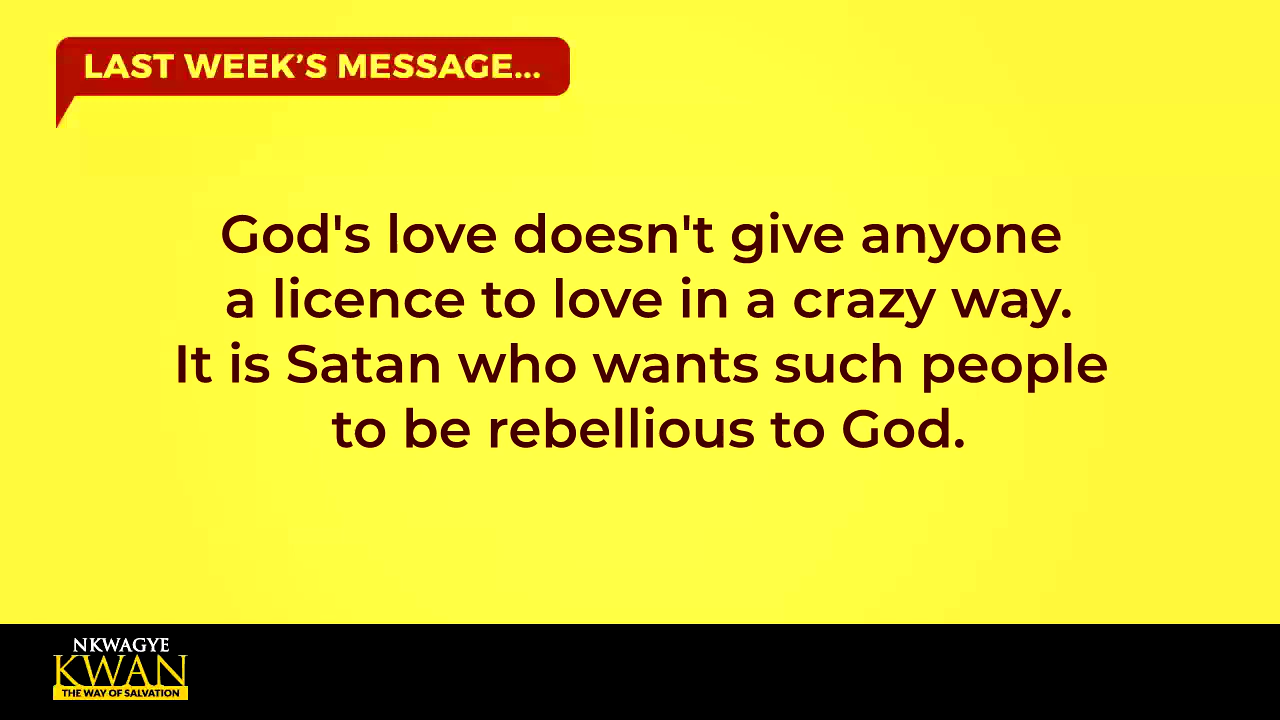 LAST WEEK’S MESSAGE...
God's love doesn't give anyone
a licence to love in a crazy way.
It is Satan who wants such people
to be rebellious to God.
NKWAGYE
KWAN
THE WAY OF SALVATION